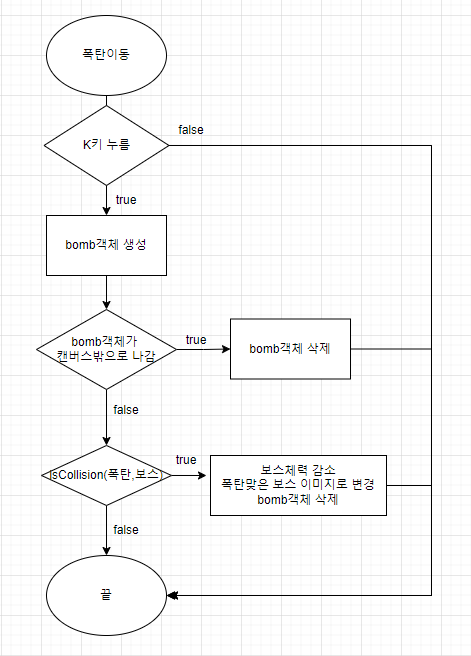 폭탄이동
K키 누름
false
true
bomb객체 생성
bomb객체가
캔버스밖으로 나감
true
bomb객체 삭제
false
isCollision(폭탄,보스)
true
보스체력 감소
폭탄맞은 보스 이미지로 변경
bomb객체 삭제
false
끝